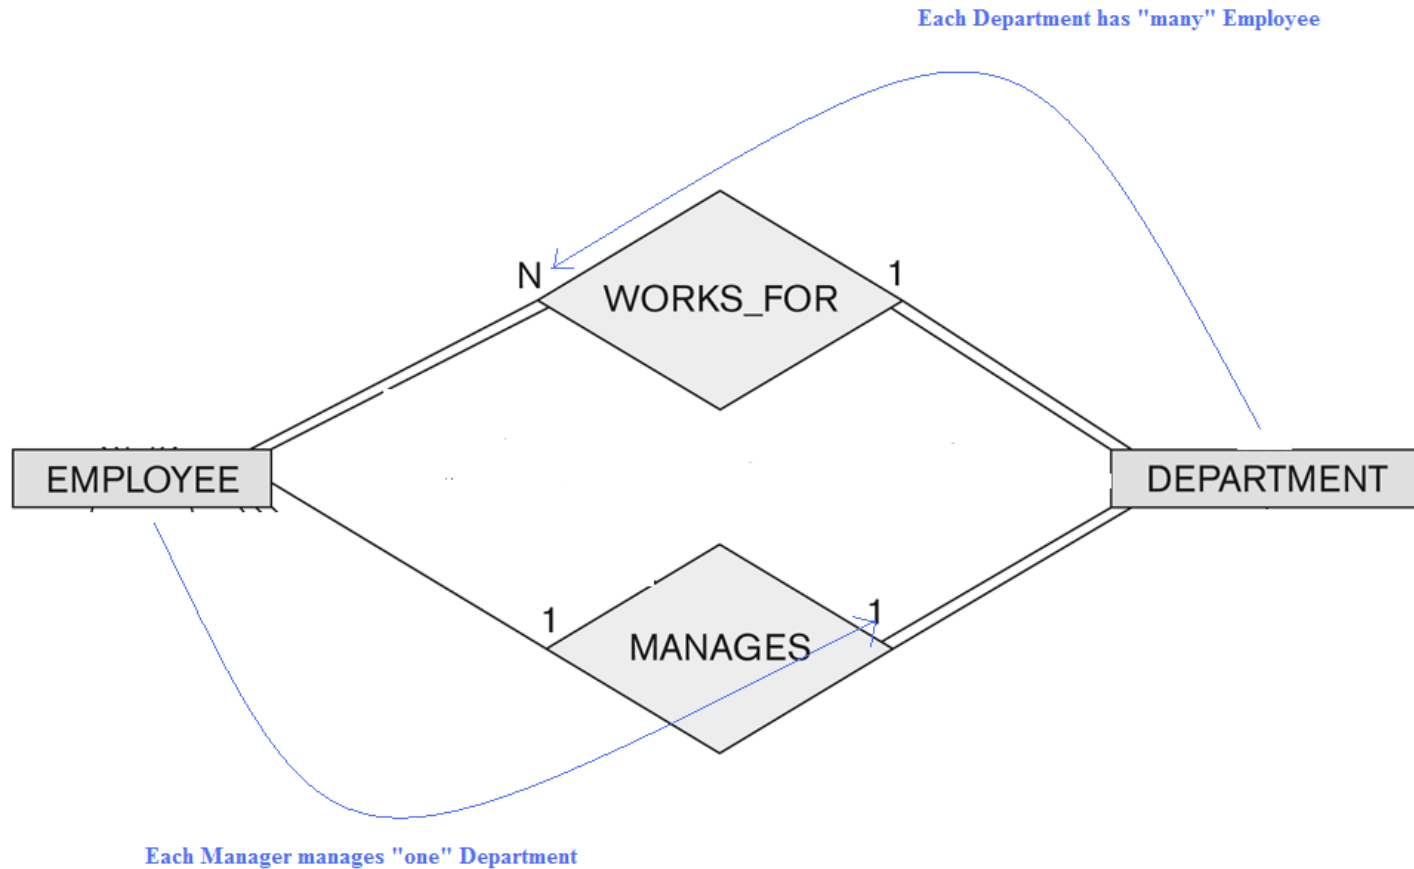 Each Department has "many" Employee
N
1
WORKS_FOR
EMPLOYEE
DEPARTMENT
1
1
MANAGES
Each Manager manages "one" Department